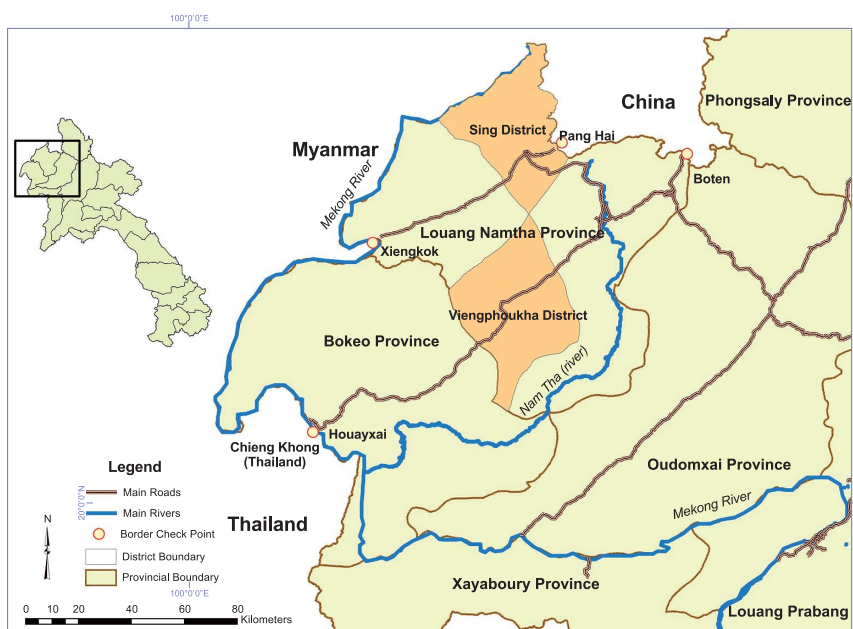 100°0'0"E
China
Phongsaly Province
Sing District
Pang Hai
Myanmar
Boten
Mekong River
Louang Namtha Province
Xiengkok
Viengphoukha District
Bokeo Province
Nam Tha (river)
Houayxai
Chieng Khong
(Thailand)
Oudomxai Province
Mekong River
Thailand
Xayaboury Province
Louang Prabang
Legend
Main Roads
Main Rivers
Border Check Point
District Boundary
Provincial Boundary
20°0'0"N
N
100°0'0"E
0 10 20 40 60 80
Kilometers